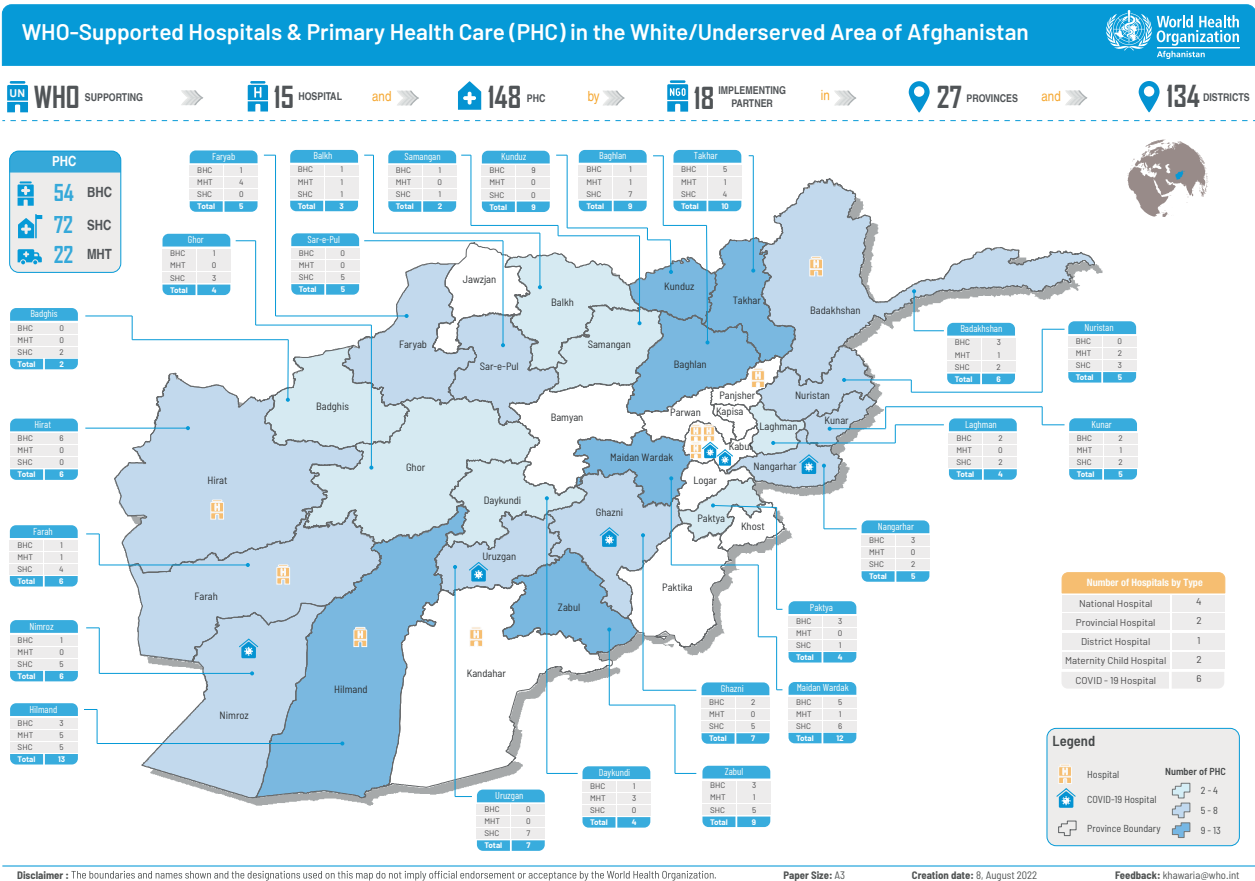 WHO-Supported Hospitals & Primary Health Care (PHC) in the White/Underserved Area of Afghanistan
World Health
Organization
Afghanistan
UN WHO SUPPORTING
H 15 HOSPITAL and
148 PHC by
NGO 18 IMPLEMENTING PARTNER in
27 PROVINCES and
134 DISTRICTS
PHC
54 BHC
72 SHC
22 MHT
Faryab
BHC 1
MHT 4
SHC 0
Total 5
Balkh
BHC 1
MHT 1
SHC 1
Total 3
Samangan
BHC 1
MHT 0
SHC 1
Total 2
Kunduz
BHC 9
MHT 0
SHC 0
Total 9
Baghlan
BHC 1
MHT 1
SHC 7
Total 9
Takhar
BHC 5
MHT 1
SHC 4
Total 10
Ghor
BHC 1
MHT 0
SHC 3
Total 4
Sar-e-Pul
BHC 0
MHT 0
SHC 5
Total 5
Badghis
BHC 0
MHT 0
SHC 2
Total 2
Hirat
BHC 6
MHT 0
SHC 0
Total 6
Farah
BHC 1
MHT 1
SHC 4
Total 6
Nimroz
BHC 1
MHT 0
SHC 5
Total 6
Hilmand
BHC 3
MHT 5
SHC 5
Total 13
Badakhshan
BHC 3
MHT 1
SHC 2
Total 6
Nuristan
BHC 0
MHT 2
SHC 3
Total 5
Laghman
BHC 2
MHT 0
SHC 2
Total 4
Kunar
BHC 2
MHT 1
SHC 2
Total 5
Nangarhar
BHC 3
MHT 0
SHC 2
Total 5
Paktya
BHC 3
MHT 0
SHC 1
Total 4
Ghazni
BHC 2
MHT 0
SHC 5
Total 7
Maidan Wardak
BHC 5
MHT 1
SHC 6
Total 12
Daykundi
BHC 1
MHT 3
SHC 0
Total 4
Zabul
BHC 3
MHT 1
SHC 5
Total 9
Uruzgan
BHC 0
MHT 0
SHC 7
Total 7
Jawzjan
Balkh
Kunduz
Takhar
Badakhshan
Faryab
Sar-e-Pul
Samangan
Baghlan
Badghis
Bamyan
Panjsher
Parwan
Kapisa
Nuristan
Laghman
Kunar
Kabul
Nangarhar
Maidan Wardak
Logar
Hirat
Ghor
Daykundi
Ghazni
Paktya
Khost
Uruzgan
Farah
Zabul
Paktika
Kandahar
Hilmand
Nimroz
Number of Hospitals by Type
National Hospital 4
Provincial Hospital 2
District Hospital 1
Maternity Child Hospital 2
COVID - 19 Hospital 6
Legend
Hospital
COVID-19 Hospital
Province Boundary
Number of PHC
2 - 4
5 - 8
9 - 13
Disclaimer : The boundaries and names shown and the designations used on this map do not imply official endorsement or acceptance by the World Health Organization.
Paper Size: A3
Creation date: 8, August 2022
Feedback: khawaria@who.int